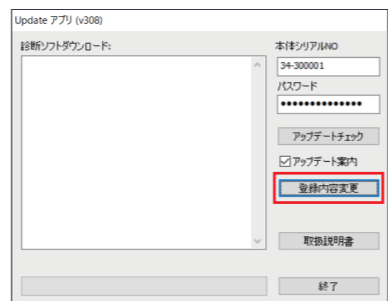 Update アプリ (v308)
診断ソフトダウンロード:
本体シリアルNO
34-300001
パスワード
●●●●●●●●●●●●●●
アップデートチェック
アップデート案内
登録内容変更
取扱説明書
終了